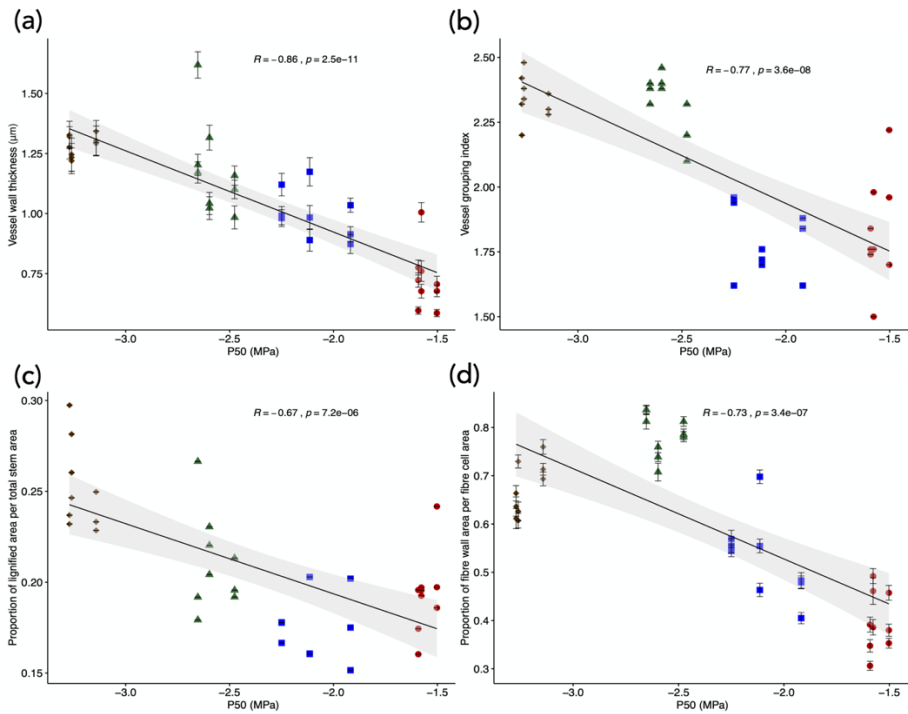 (a)
R = −0.86 , p = 2.5e−11
Vessel wall thickness (µm)
1.50
1.25
1.00
0.75
−3.0
−2.5
−2.0
−1.5
P50 (MPa)
(b)
R = −0.77 , p = 3.6e−08
Vessel grouping index
2.50
2.25
2.00
1.75
1.50
−3.0
−2.5
−2.0
−1.5
P50 (MPa)
(c)
R = −0.67 , p = 7.2e−06
Proportion of lignified area per total stem area
0.30
0.25
0.20
0.15
−3.0
−2.5
−2.0
−1.5
P50 (MPa)
(d)
R = −0.73 , p = 3.4e−07
Proportion of fibre wall area per fibre cell area
0.8
0.7
0.6
0.5
0.4
0.3
−3.0
−2.5
−2.0
−1.5
P50 (MPa)